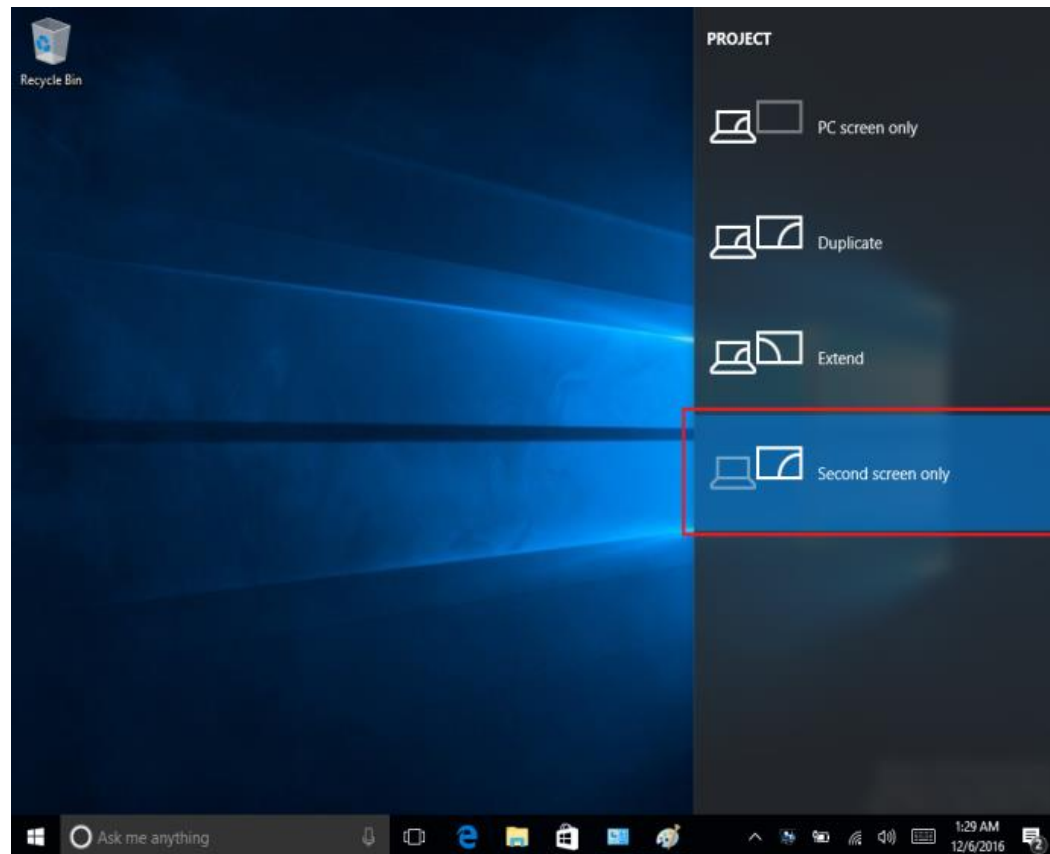 Recycle Bin
PROJECT
PC screen only
Duplicate
Extend
Second screen only
Ask me anything
1:29 AM
12/6/2016
2